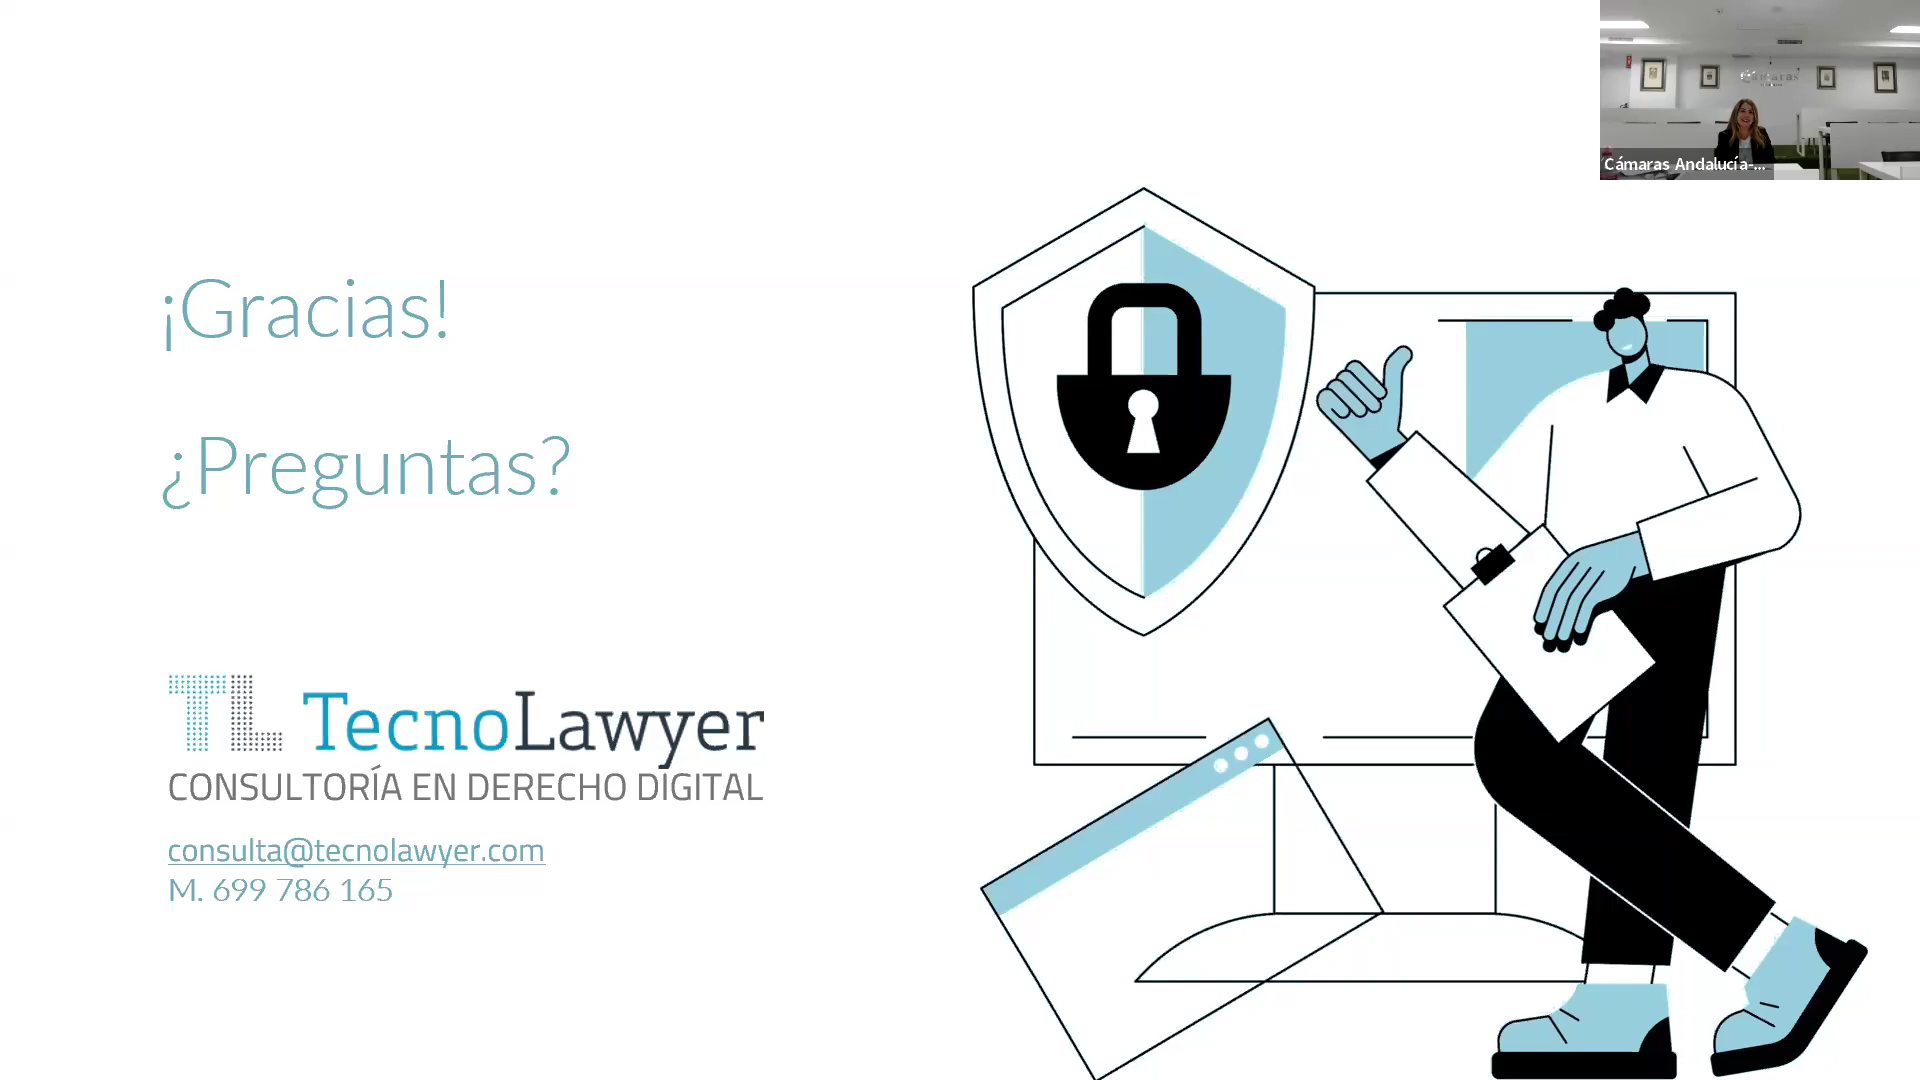 Cámaras Andalucía-...
¡Gracias!
¿Preguntas?
TL TecnoLawyer
CONSULTORÍA EN DERECHO DIGITAL
consulta@tecnolawyer.com
M. 699 786 165